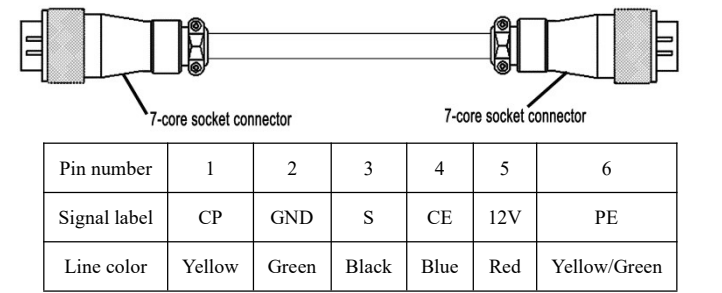 7-core socket connector
7-core socket connector
Pin number 1 2 3 4 5 6
Signal label CP GND S CE 12V PE
Line color Yellow Green Black Blue Red Yellow/Green